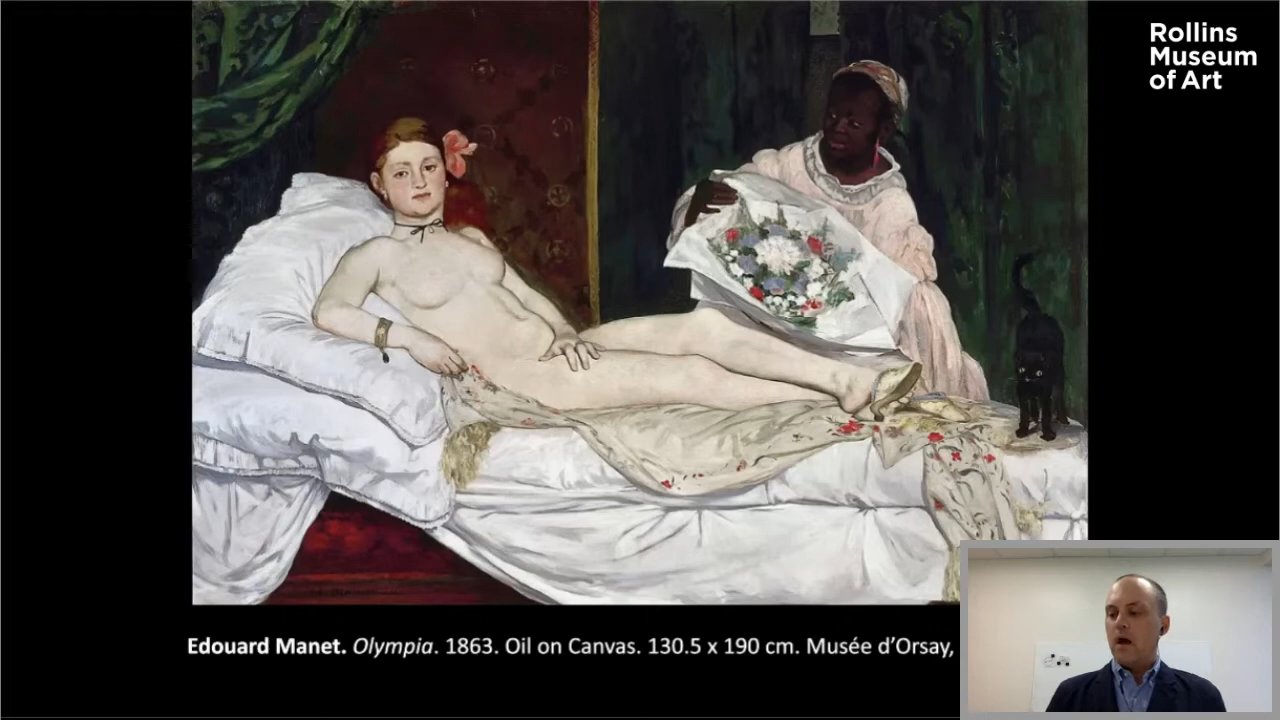 Rollins
Museum
of Art
Edouard Manet. Olympia. 1863. Oil on Canvas. 130.5 x 190 cm. Musée d’Orsay,